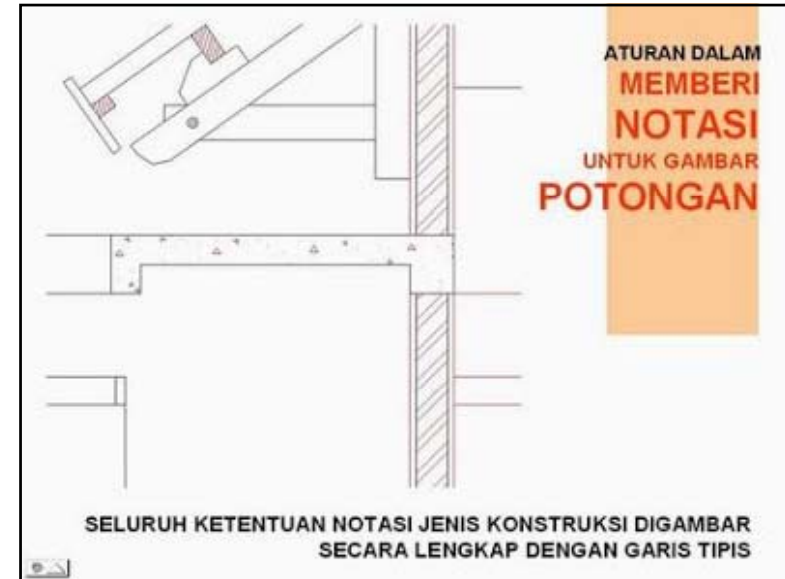 ATURAN DALAM
MEMBERI
NOTASI
UNTUK GAMBAR
POTONGAN
SELURUH KETENTUAN NOTASI JENIS KONSTRUKSI DIGAMBAR
SECARA LENGKAP DENGAN GARIS TIPIS